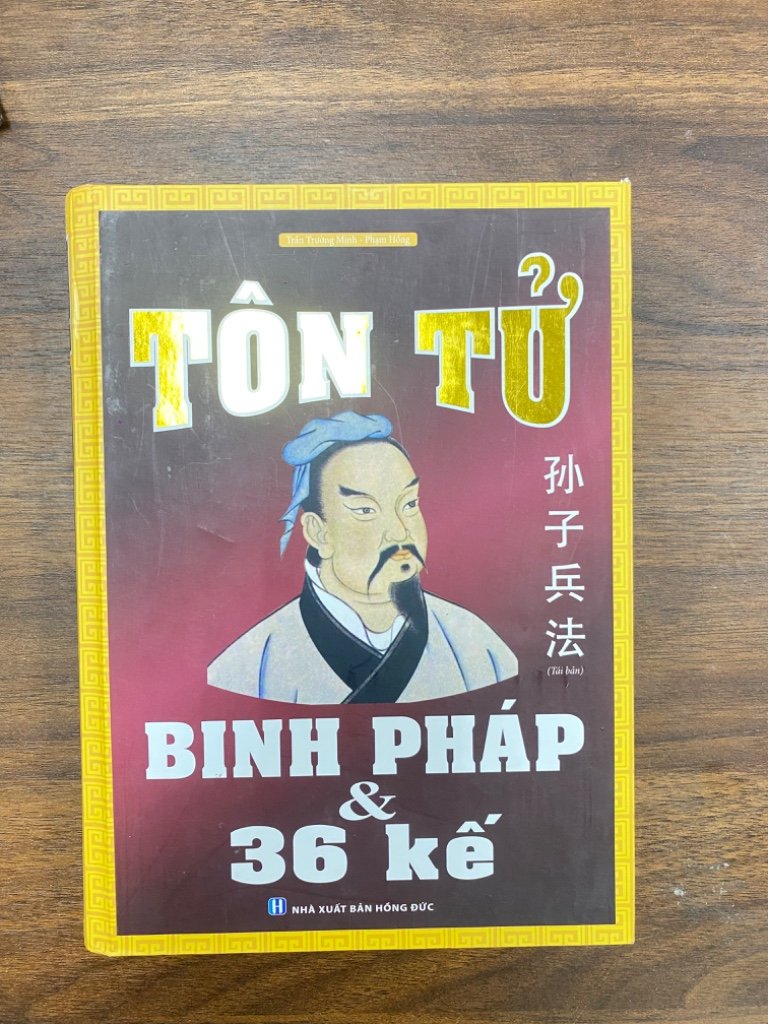 Trần Trường Minh - Phạm Hồng
TÔN TỬ
孙子兵法
(Tái bản)
BINH PHÁP
&
36 kế
H NHÀ XUẤT BẢN HỒNG ĐỨC